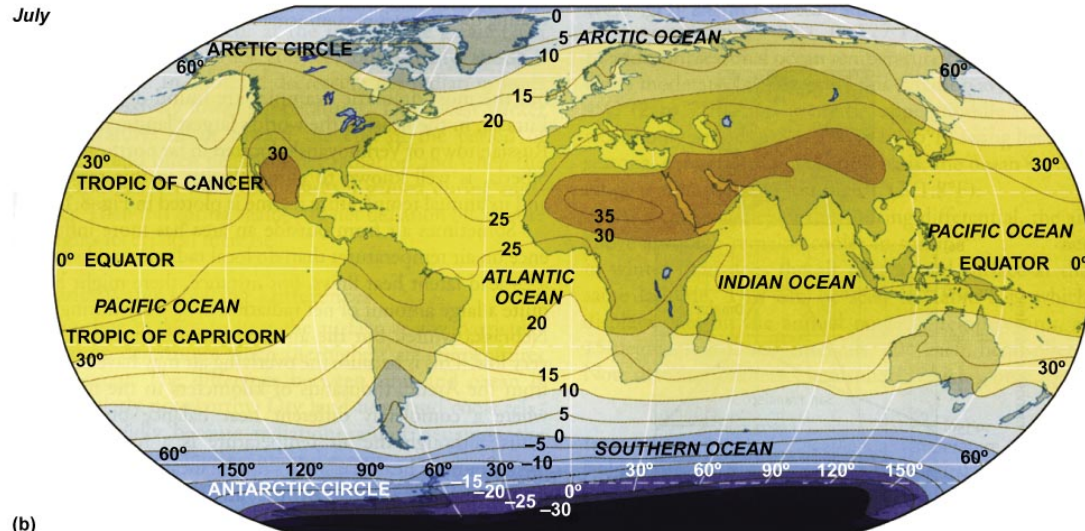 July
0
5
ARCTIC OCEAN
ARCTIC CIRCLE
10
60º
60º
15
20
30
30º
30º
TROPIC OF CANCER
35
25
30
PACIFIC OCEAN
25
0º EQUATOR
EQUATOR 0º
ATLANTIC
OCEAN
INDIAN OCEAN
PACIFIC OCEAN
20
TROPIC OF CAPRICORN
30º
30º
15
10
5
0
–5
SOUTHERN OCEAN
60º
60º
–10
150º 120º 90º 60º 30º 0º 30º 60º 90º 120º 150º
–15
ANTARCTIC CIRCLE
–20
–25
–30
(b)